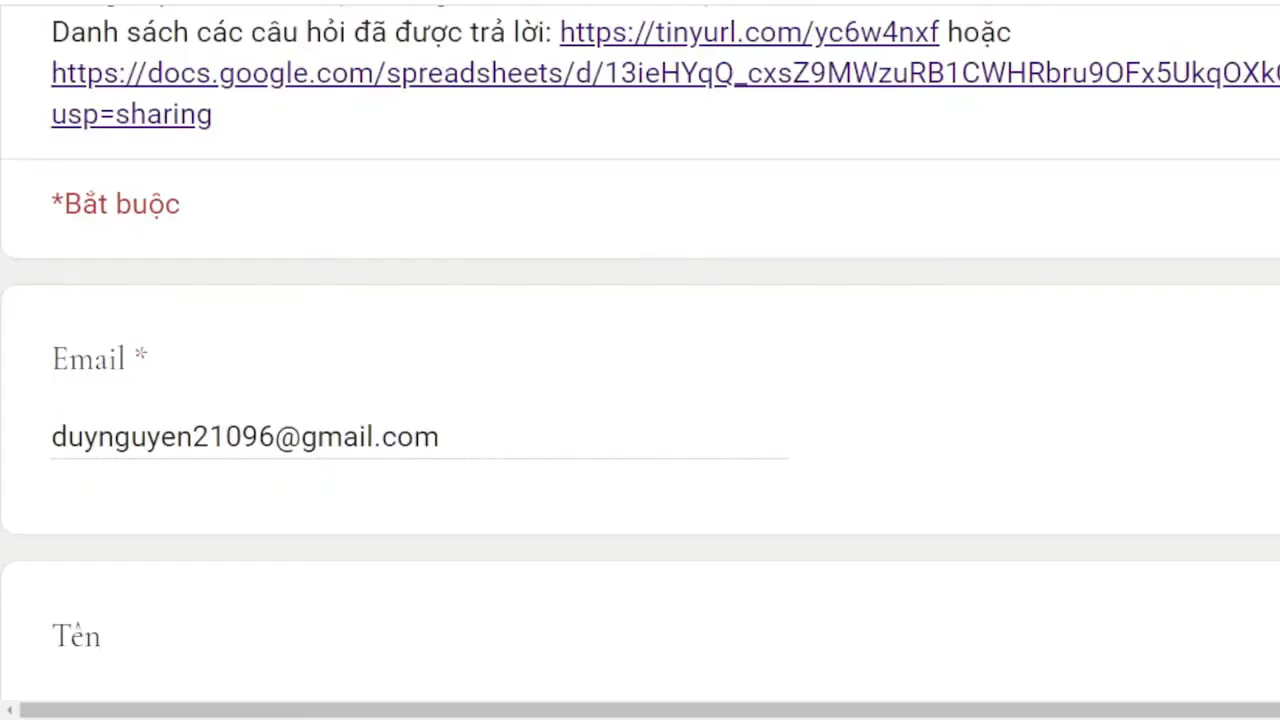 Danh sách các câu hỏi đã được trả lời: https://tinyurl.com/yc6w4nxf hoặc
https://docs.google.com/spreadsheets/d/13ieHYqQ_cxsZ9MWzuRB1CWHRbru9OFx5UkqOXk
usp=sharing
*Bắt buộc
Email *
duynguyen21096@gmail.com
Tên